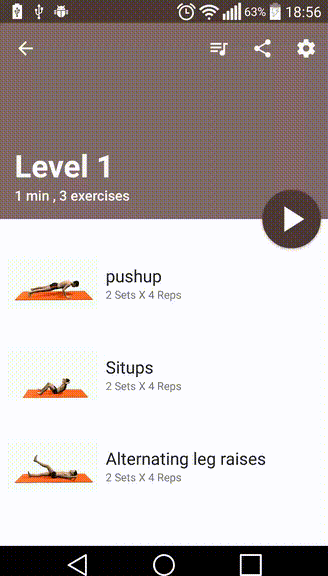 63% 18:56
Level 1
1 min , 3 exercises
pushup
2 Sets X 4 Reps
Situps
2 Sets X 4 Reps
Alternating leg raises
2 Sets X 4 Reps